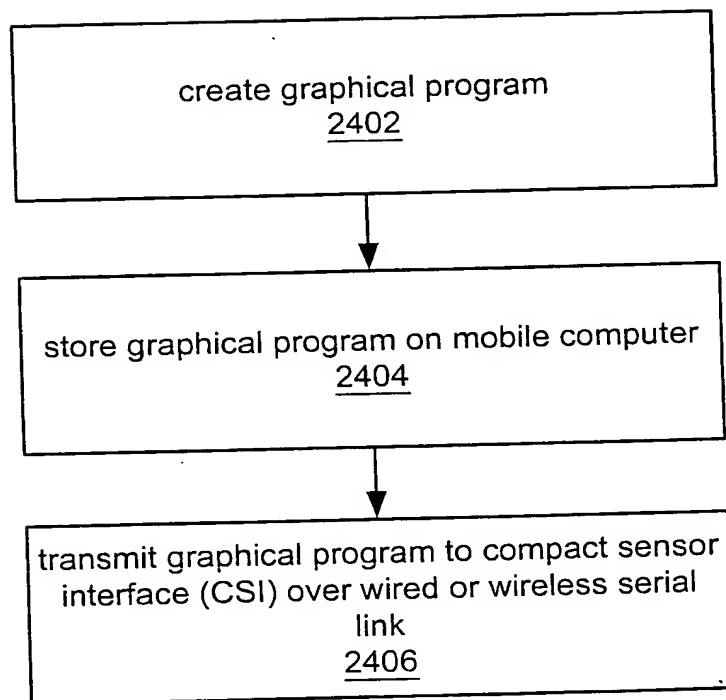 create graphical program
2402
store graphical program on mobile computer
2404
transmit graphical program to compact sensor
interface (CSI) over wired or wireless serial
link
2406